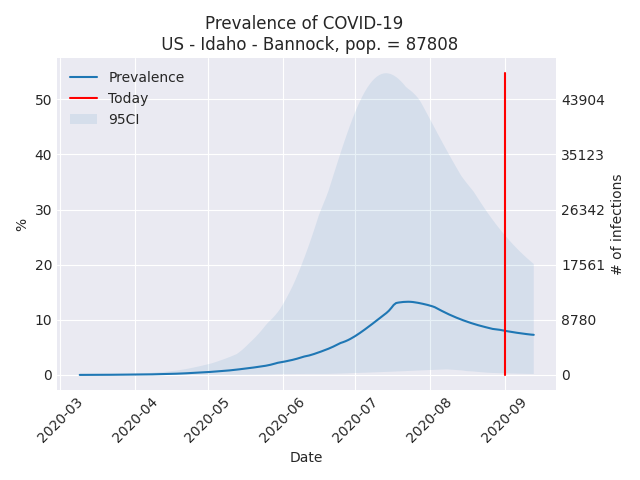 Prevalence of COVID-19
US - Idaho - Bannock, pop. = 87808
Prevalence
Today
95CI
%
50
40
30
20
10
0
43904
35123
26342
17561
8780
0
# of infections
2020-03
2020-04
2020-05
2020-06
2020-07
2020-08
2020-09
Date